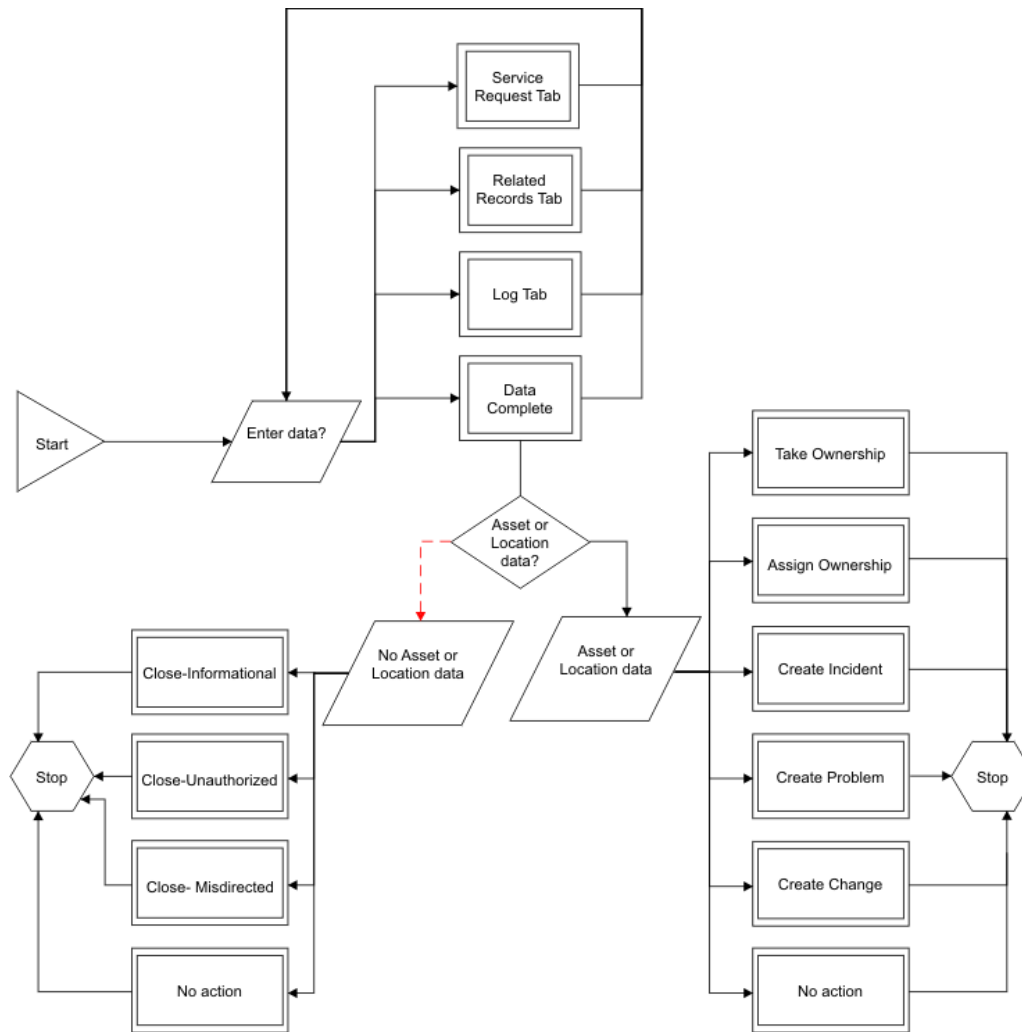 Service
Request Tab
Related
Records Tab
Log Tab
Data
Complete
Start
Enter data?
Take Ownership
Asset or
Location
data?
Assign Ownership
No Asset or
Location data
Asset or
Location data
Close-Informational
Create Incident
Stop
Close-Unauthorized
Create Problem
Stop
Close- Misdirected
Create Change
No action
No action